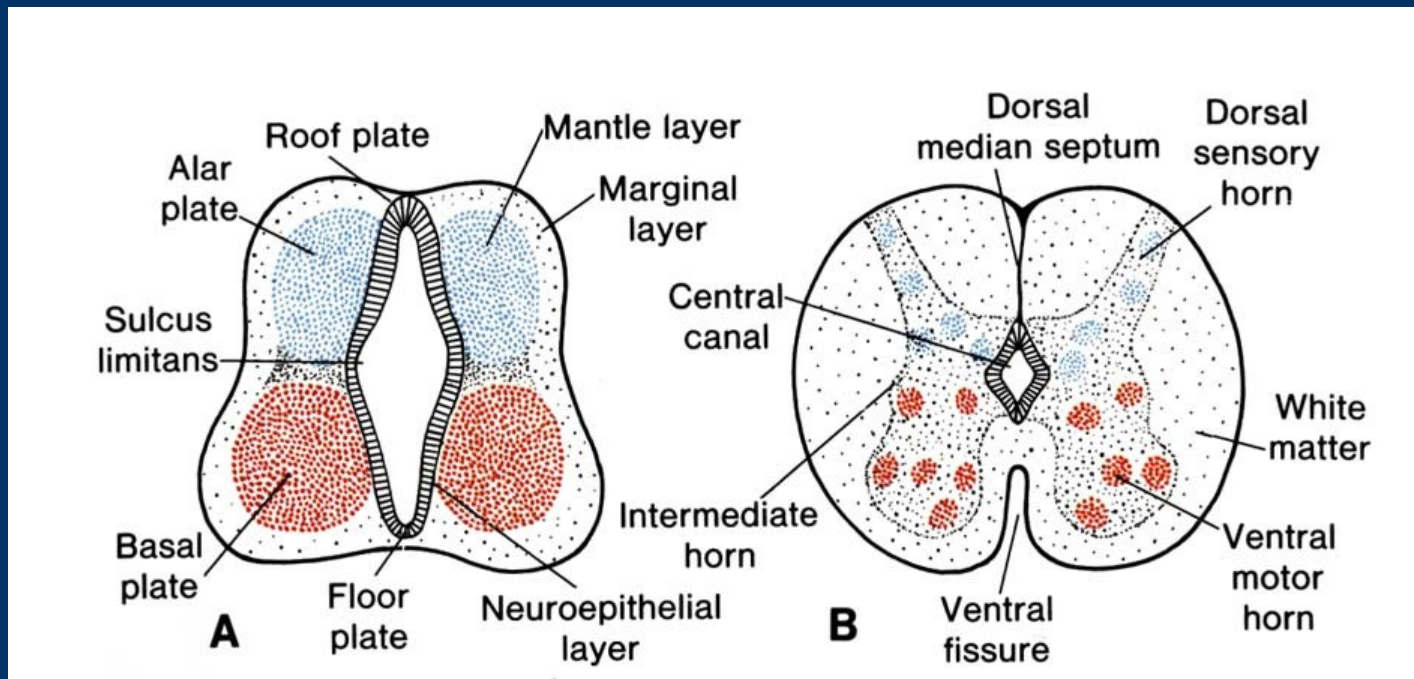 Roof plate
Mantle layer
Alar
plate
Marginal
layer
Sulcus
limitans
Basal
plate
Floor
plate
Neuroepithelial
layer
A
Dorsal
median septum
Dorsal
sensory
horn
Central
canal
White
matter
Intermediate
horn
Ventral
motor
horn
Ventral
fissure
B